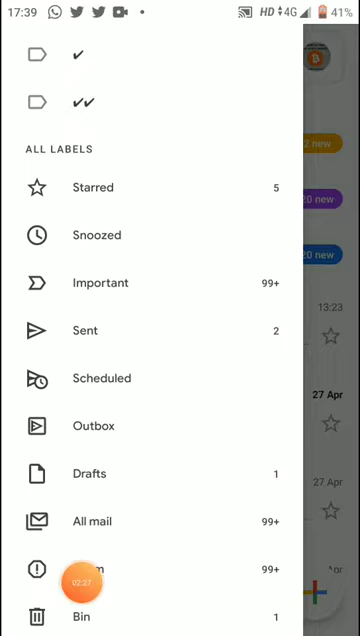 17:39 HD 4G 41%
✔
✔✔
ALL LABELS
Starred 5
Snoozed
Important 99+
Sent 2
Scheduled
Outbox
Drafts 1
All mail 99+
99+
02:27
Bin 1
new
20 new
20 new
13:23
27 Apr
27 Apr